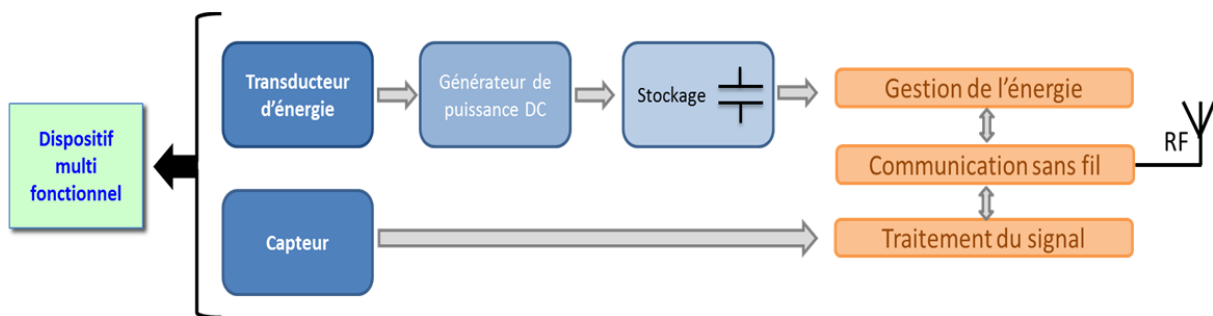 Dispositif
multi
fonctionnel
Transducteur
d'énergie
Générateur de
puissance DC
Stockage
Gestion de l'énergie
Communication sans fil
RF
Capteur
Traitement du signal